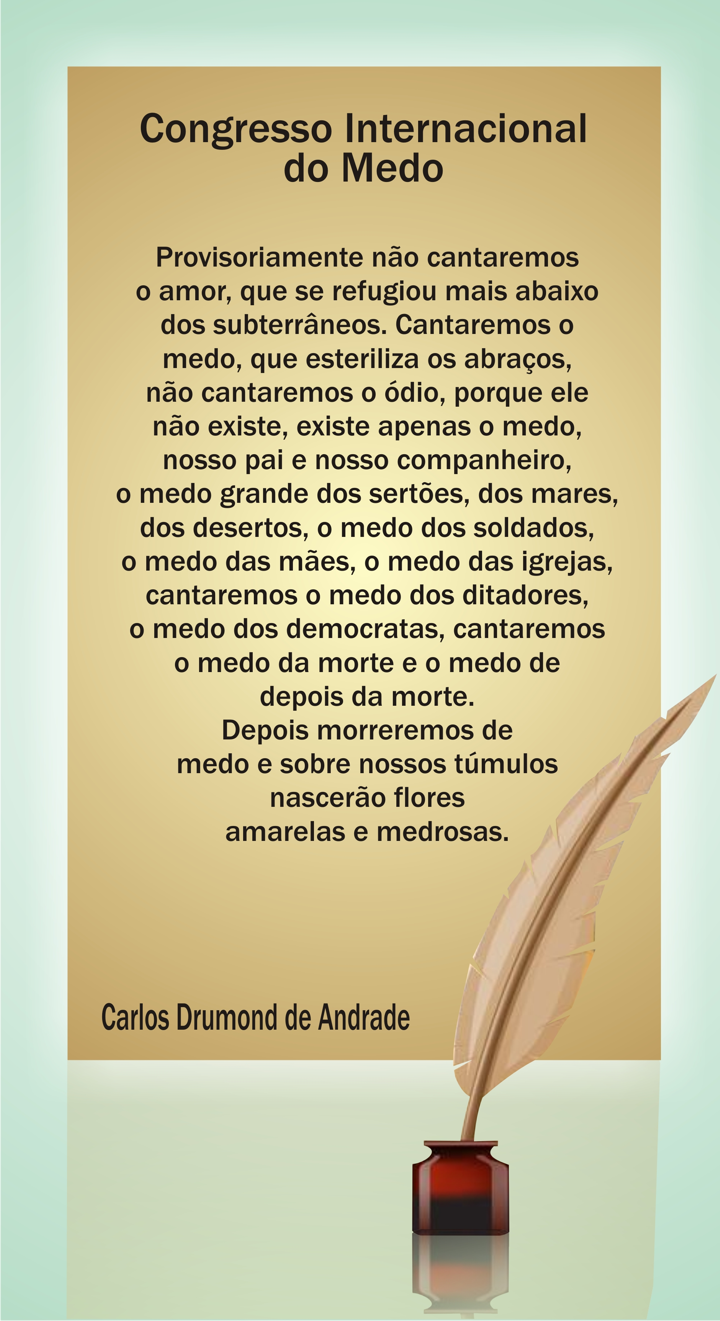 Congresso Internacional
do Medo
Provisoriamente não cantaremos
o amor, que se refugiou mais abaixo
dos subterrâneos. Cantaremos o
medo, que esteriliza os abraços,
não cantaremos o ódio, porque ele
não existe, existe apenas o medo,
nosso pai e nosso companheiro,
o medo grande dos sertões, dos mares,
dos desertos, o medo dos soldados,
o medo das mães, o medo das igrejas,
cantaremos o medo dos ditadores,
o medo dos democratas, cantaremos
o medo da morte e o medo de
depois da morte.
Depois morreremos de
medo e sobre nossos túmulos
nascerão flores
amarelas e medrosas.
Carlos Drumond de Andrade